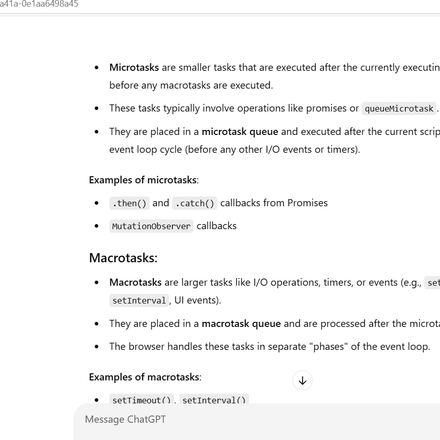 a41a-0e1aa6498a45
Microtasks are smaller tasks that are executed after the currently
before any macrotasks are executed.
These tasks typically involve operations like promises or queueMicrotask.
They are placed in a microtask queue and executed after the current
event loop cycle (before any other I/O events or timers).
Examples of microtasks:
.then() and .catch() callbacks from Promises
MutationObserver callbacks
Macrotasks:
Macrotasks are larger tasks like I/O operations, timers, or events (e.g.,
setInterval, UI events).
They are placed in a macrotask queue and are processed after the
The browser handles these tasks in separate "phases" of the event loop.
Examples of macrotasks:
setTimeout(), setInterval()
Message ChatGPT